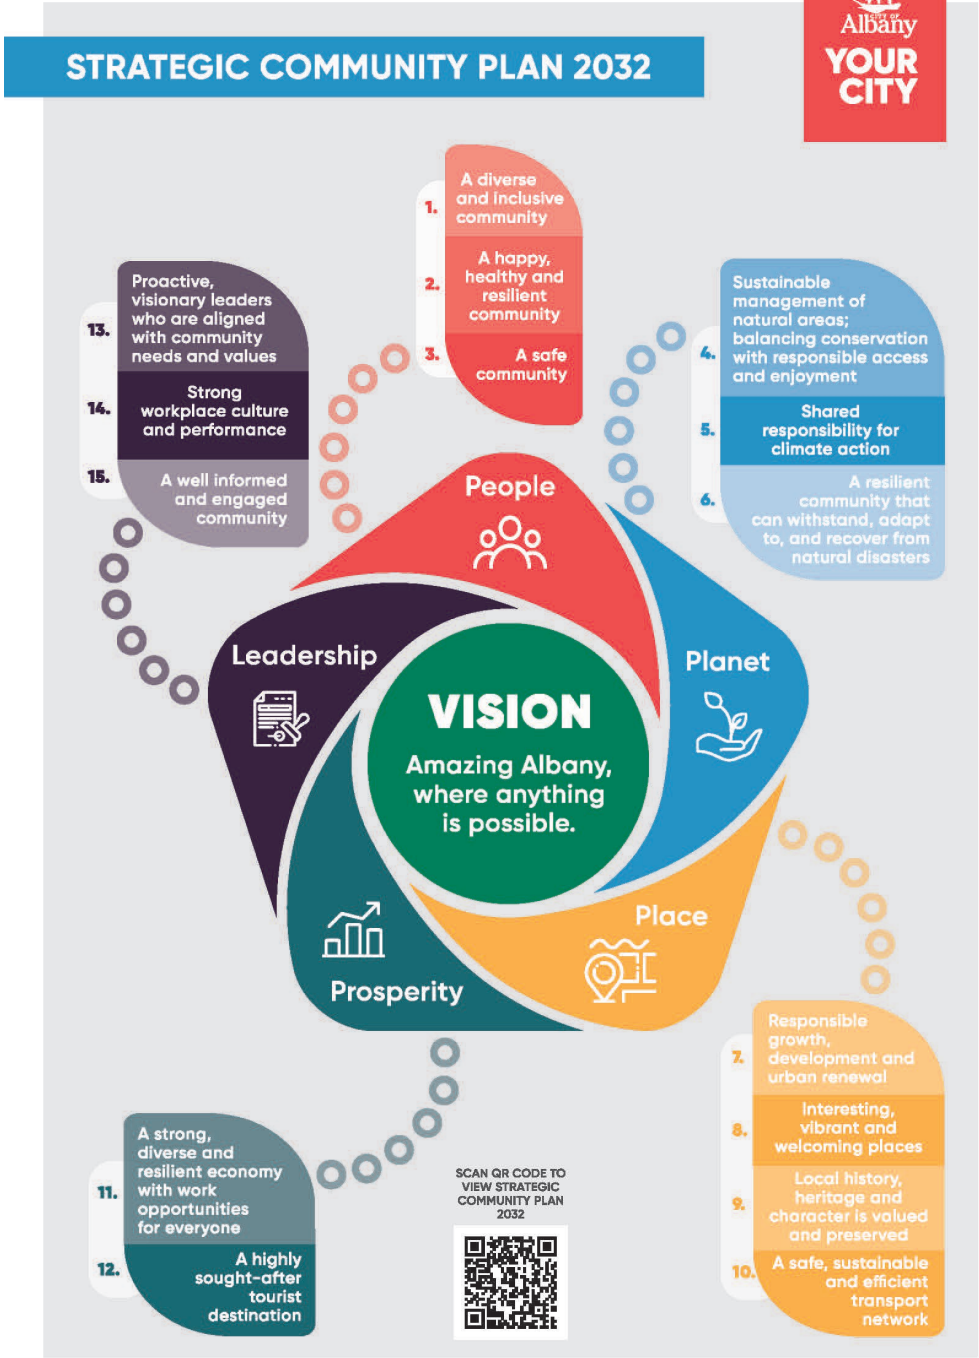 CITY OF
Albany
YOUR
CITY
STRATEGIC COMMUNITY PLAN 2032
1.
A diverse
and inclusive
community
2.
A happy,
healthy and
resilient
community
3.
A safe
community
4.
Sustainable
management of
natural areas;
balancing conservation
with responsible access
and enjoyment
5.
Shared
responsibility for
climate action
6.
A resilient
community that
can withstand, adapt
to, and recover from
natural disasters
13.
Proactive,
visionary leaders
who are aligned
with community
needs and values
14.
Strong
workplace culture
and performance
15.
A well informed
and engaged
community
People
Leadership
Planet
VISION
Amazing Albany,
where anything
is possible.
Place
Prosperity
7.
Responsible
growth,
development and
urban renewal
8.
Interesting,
vibrant and
welcoming places
9.
Local history,
heritage and
character is valued
and preserved
10.
A safe, sustainable
and efficient
transport
network
11.
A strong,
diverse and
resilient economy
with work
opportunities
for everyone
12.
A highly
sought-after
tourist
destination
SCAN QR CODE TO
VIEW STRATEGIC
COMMUNITY PLAN
2032